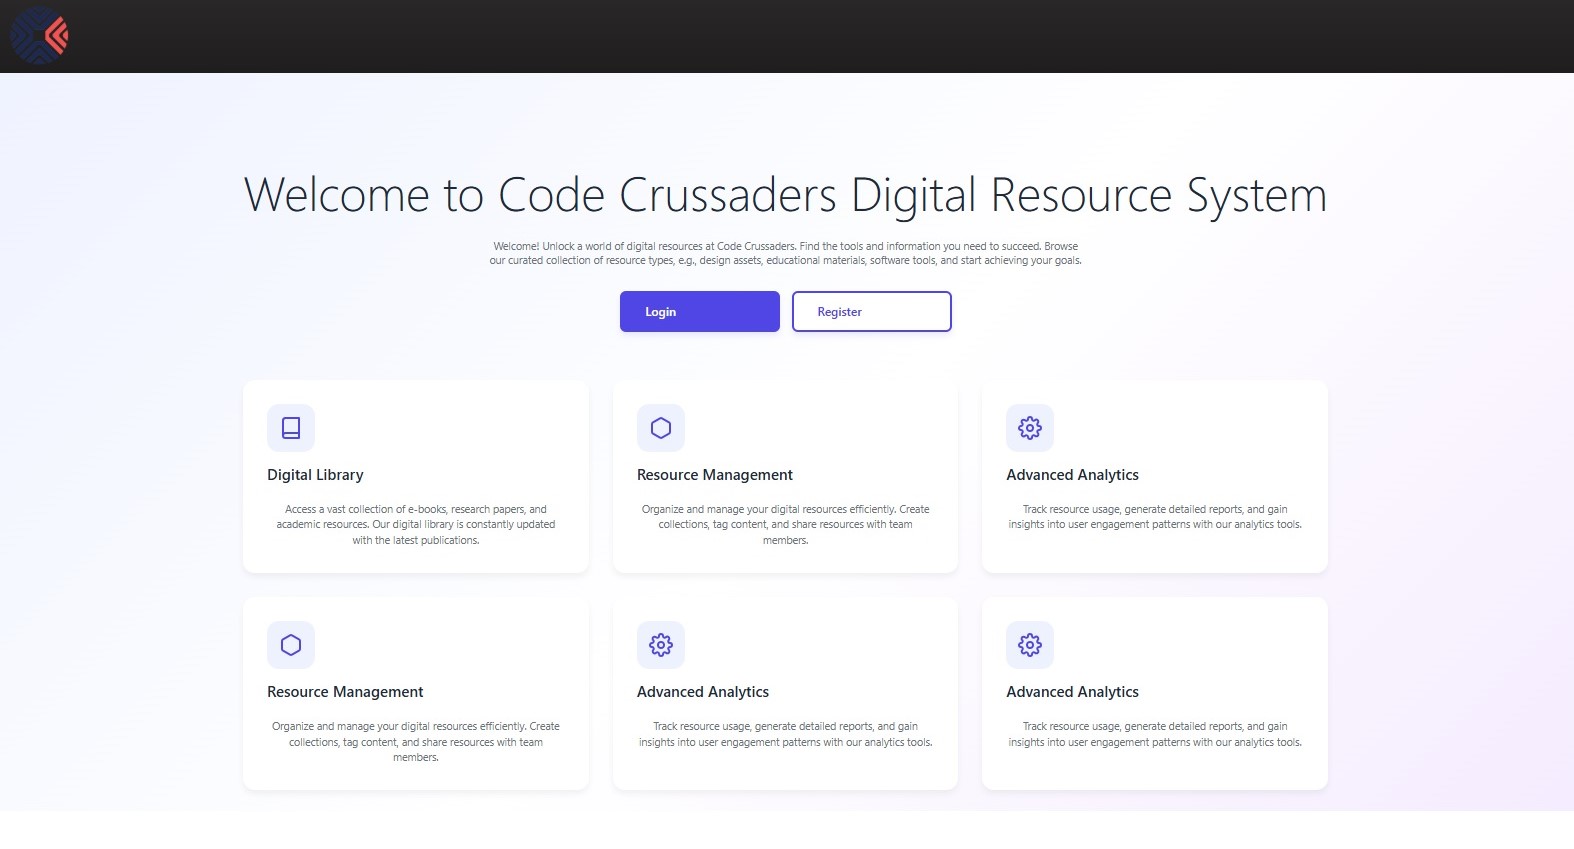 Welcome to Code Crussaders Digital Resource System
Welcome! Unlock a world of digital resources at Code Crussaders. Find the tools and information you need to succeed. Browse
our curated collection of resource types, e.g., design assets, educational materials, software tools, and start achieving your goals.
Login
Register
Digital Library
Access a vast collection of e-books, research papers, and
academic resources. Our digital library is constantly updated
with the latest publications.
Resource Management
Organize and manage your digital resources efficiently. Create
collections, tag content, and share resources with team
members.
Advanced Analytics
Track resource usage, generate detailed reports, and gain
insights into user engagement patterns with our analytics tools.
Resource Management
Organize and manage your digital resources efficiently. Create
collections, tag content, and share resources with team
members.
Advanced Analytics
Track resource usage, generate detailed reports, and gain
insights into user engagement patterns with our analytics tools.
Advanced Analytics
Track resource usage, generate detailed reports, and gain
insights into user engagement patterns with our analytics tools.